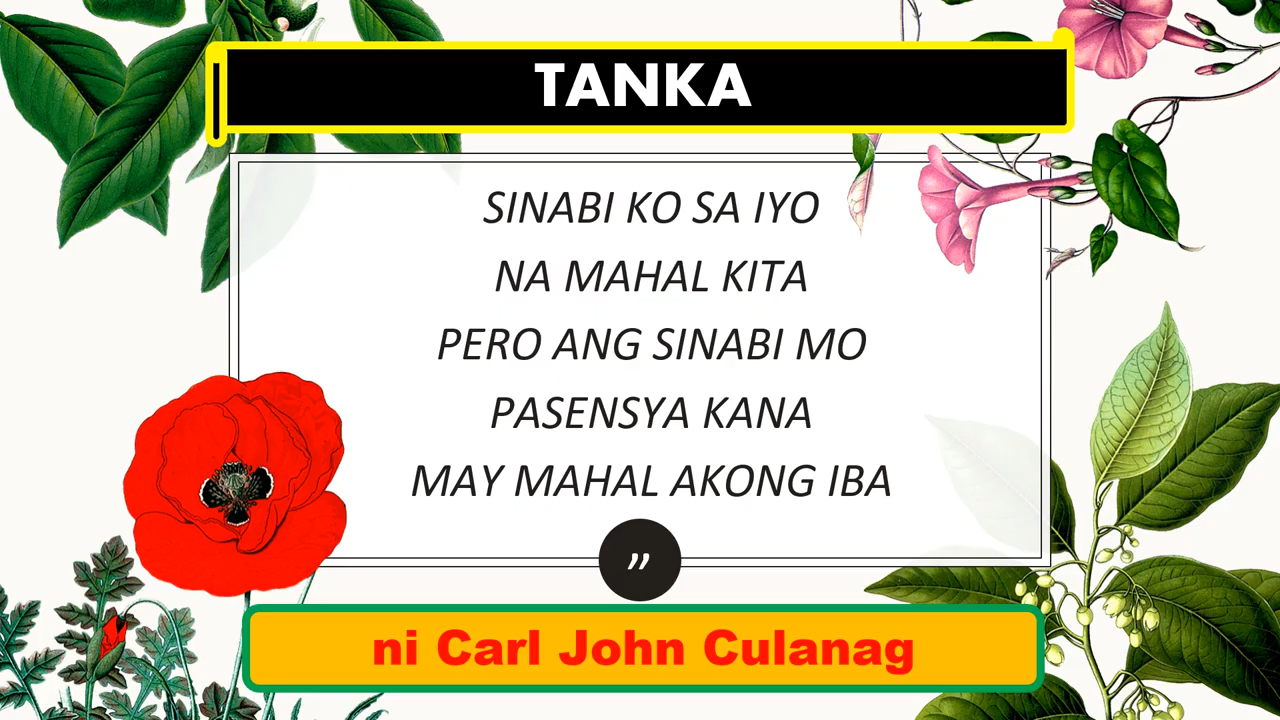 TANKA
SINABI KO SA IYO
NA MAHAL KITA
PERO ANG SINABI MO
PASENSYA KANA
MAY MAHAL AKONG IBA
”
ni Carl John Culanag